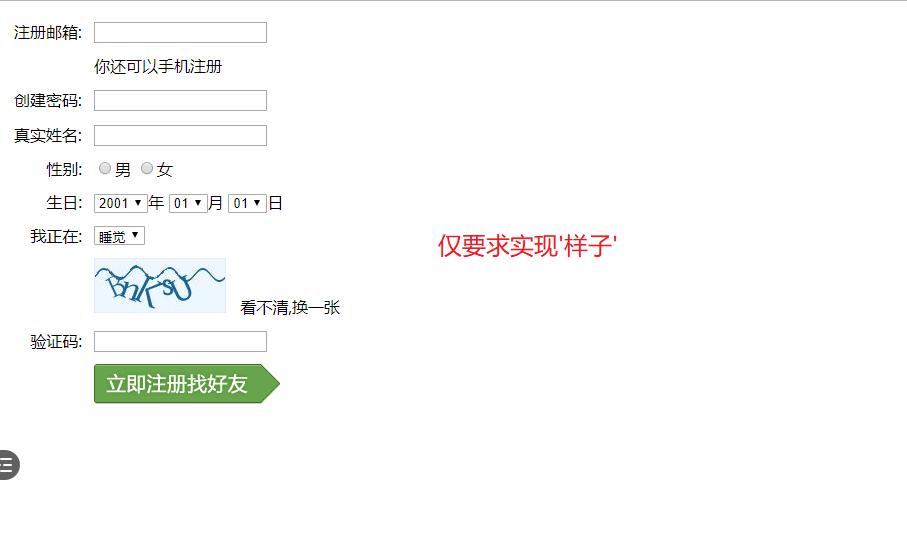 注册邮箱:
你还可以手机注册
创建密码:
真实姓名:
性别: 男 女
生日: 2001 年 01 月 01 日
我正在: 睡觉
仅要求实现'样子'
看不清,换一张
验证码:
立即注册找好友